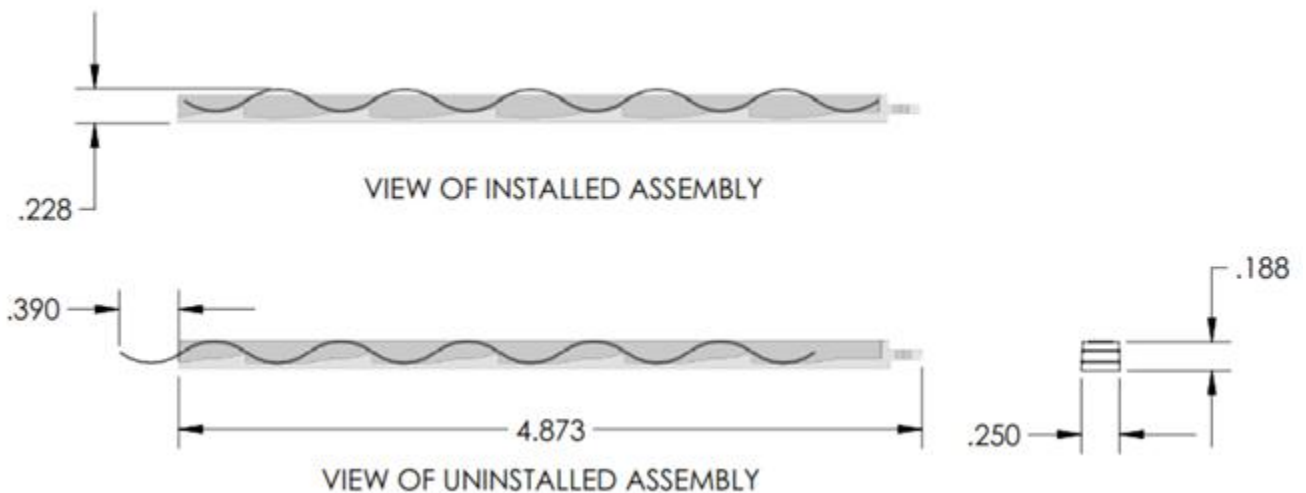 VIEW OF INSTALLED ASSEMBLY
.228
.390
.188
4.873
.250
VIEW OF UNINSTALLED ASSEMBLY